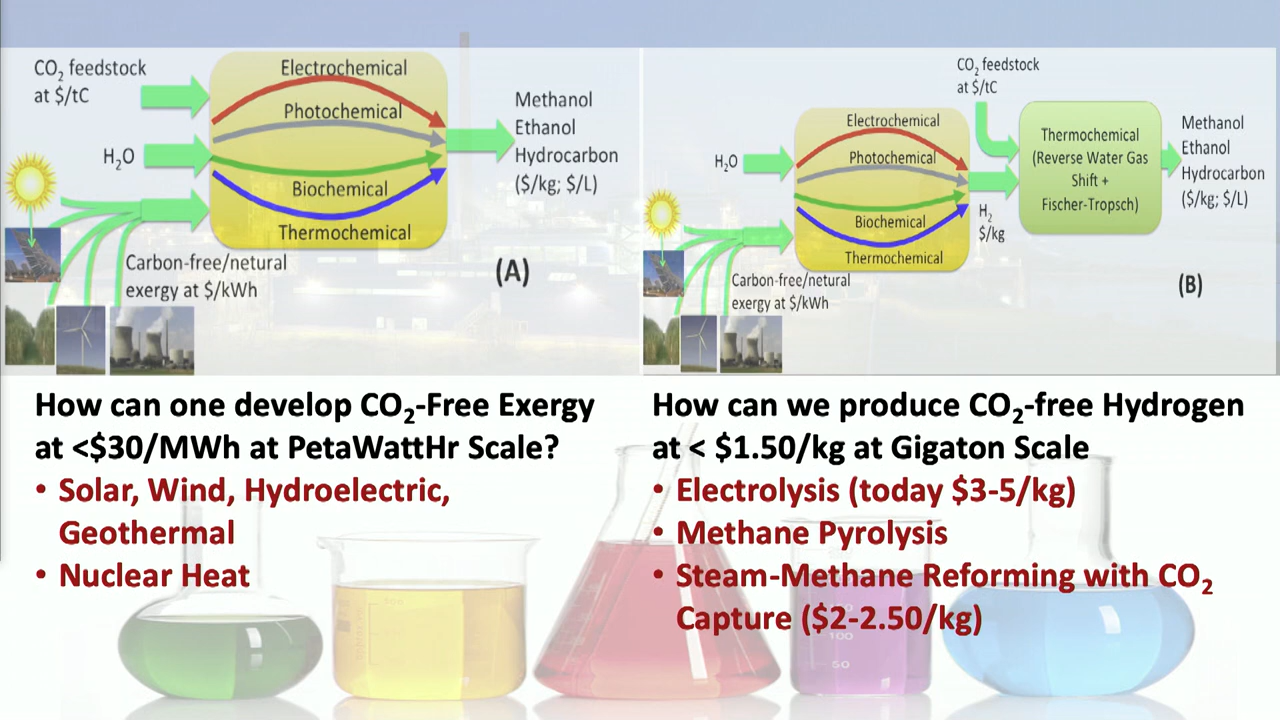 CO₂ feedstock
at $/tC
H₂O
Electrochemical
Photochemical
Biochemical
Thermochemical
Methanol
Ethanol
Hydrocarbon
($/kg; $/L)
Carbon-free/netural
exergy at $/kWh
(A)
CO₂ feedstock
at $/tC
H₂O
Electrochemical
Photochemical
Biochemical
Thermochemical
H₂
$/kg
Thermochemical
(Reverse Water Gas
Shift +
Fischer-Tropsch)
Methanol
Ethanol
Hydrocarbon
($/kg; $/L)
Carbon-free/netural
exergy at $/kWh
(B)
How can one develop CO₂-Free Exergy
at <$30/MWh at PetaWattHr Scale?
• Solar, Wind, Hydroelectric,
Geothermal
• Nuclear Heat
How can we produce CO₂-free Hydrogen
at < $1.50/kg at Gigaton Scale
• Electrolysis (today $3-5/kg)
• Methane Pyrolysis
• Steam-Methane Reforming with CO₂
Capture ($2-2.50/kg)
100
50